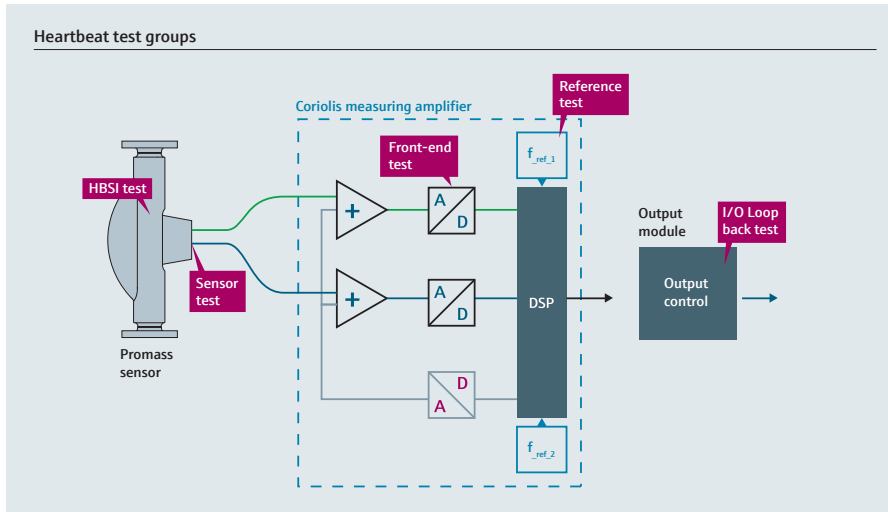 Heartbeat test groups
Coriolis measuring amplifier
Reference
test
f_ref_1
Front-end
test
HBSI test
A
D
+
Output
module
I/O Loop
back test
Sensor
test
+
A
D
DSP
Output
control
Promass
sensor
D
A
f_ref_2